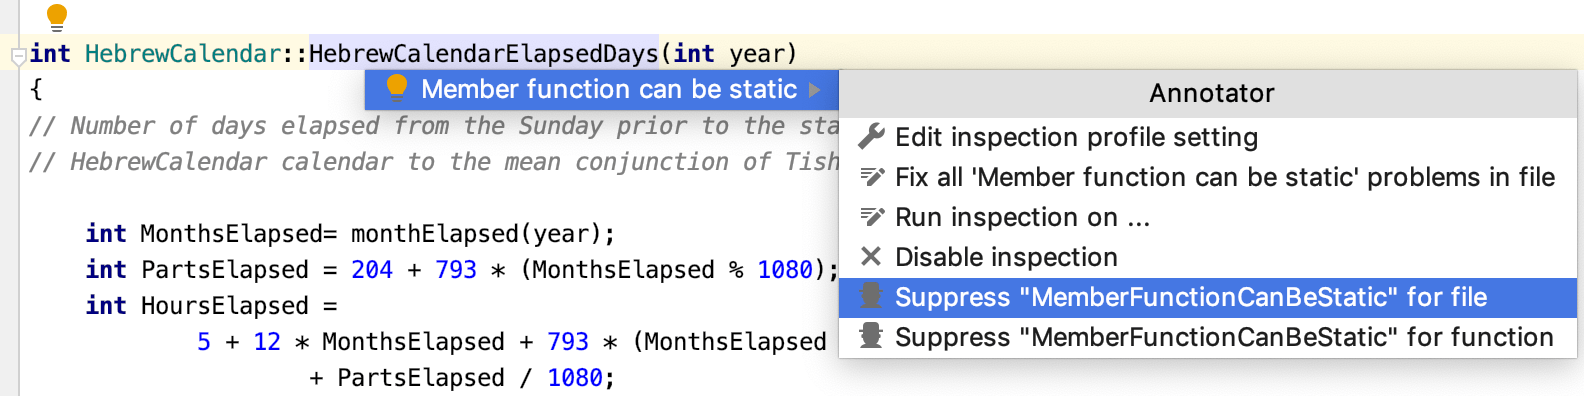 int HebrewCalendar::HebrewCalendarElapsedDays(int year)
{
Member function can be static
Annotator
// Number of days elapsed from the Sunday prior to the sta
Edit inspection profile setting
// HebrewCalendar calendar to the mean conjunction of Tish
Fix all 'Member function can be static' problems in file
Run inspection on ...
int MonthsElapsed= monthElapsed(year);
Disable inspection
int PartsElapsed = 204 + 793 * (MonthsElapsed % 1080);
Suppress "MemberFunctionCanBeStatic" for file
int HoursElapsed =
Suppress "MemberFunctionCanBeStatic" for function
5 + 12 * MonthsElapsed + 793 * (MonthsElapsed
+ PartsElapsed / 1080;